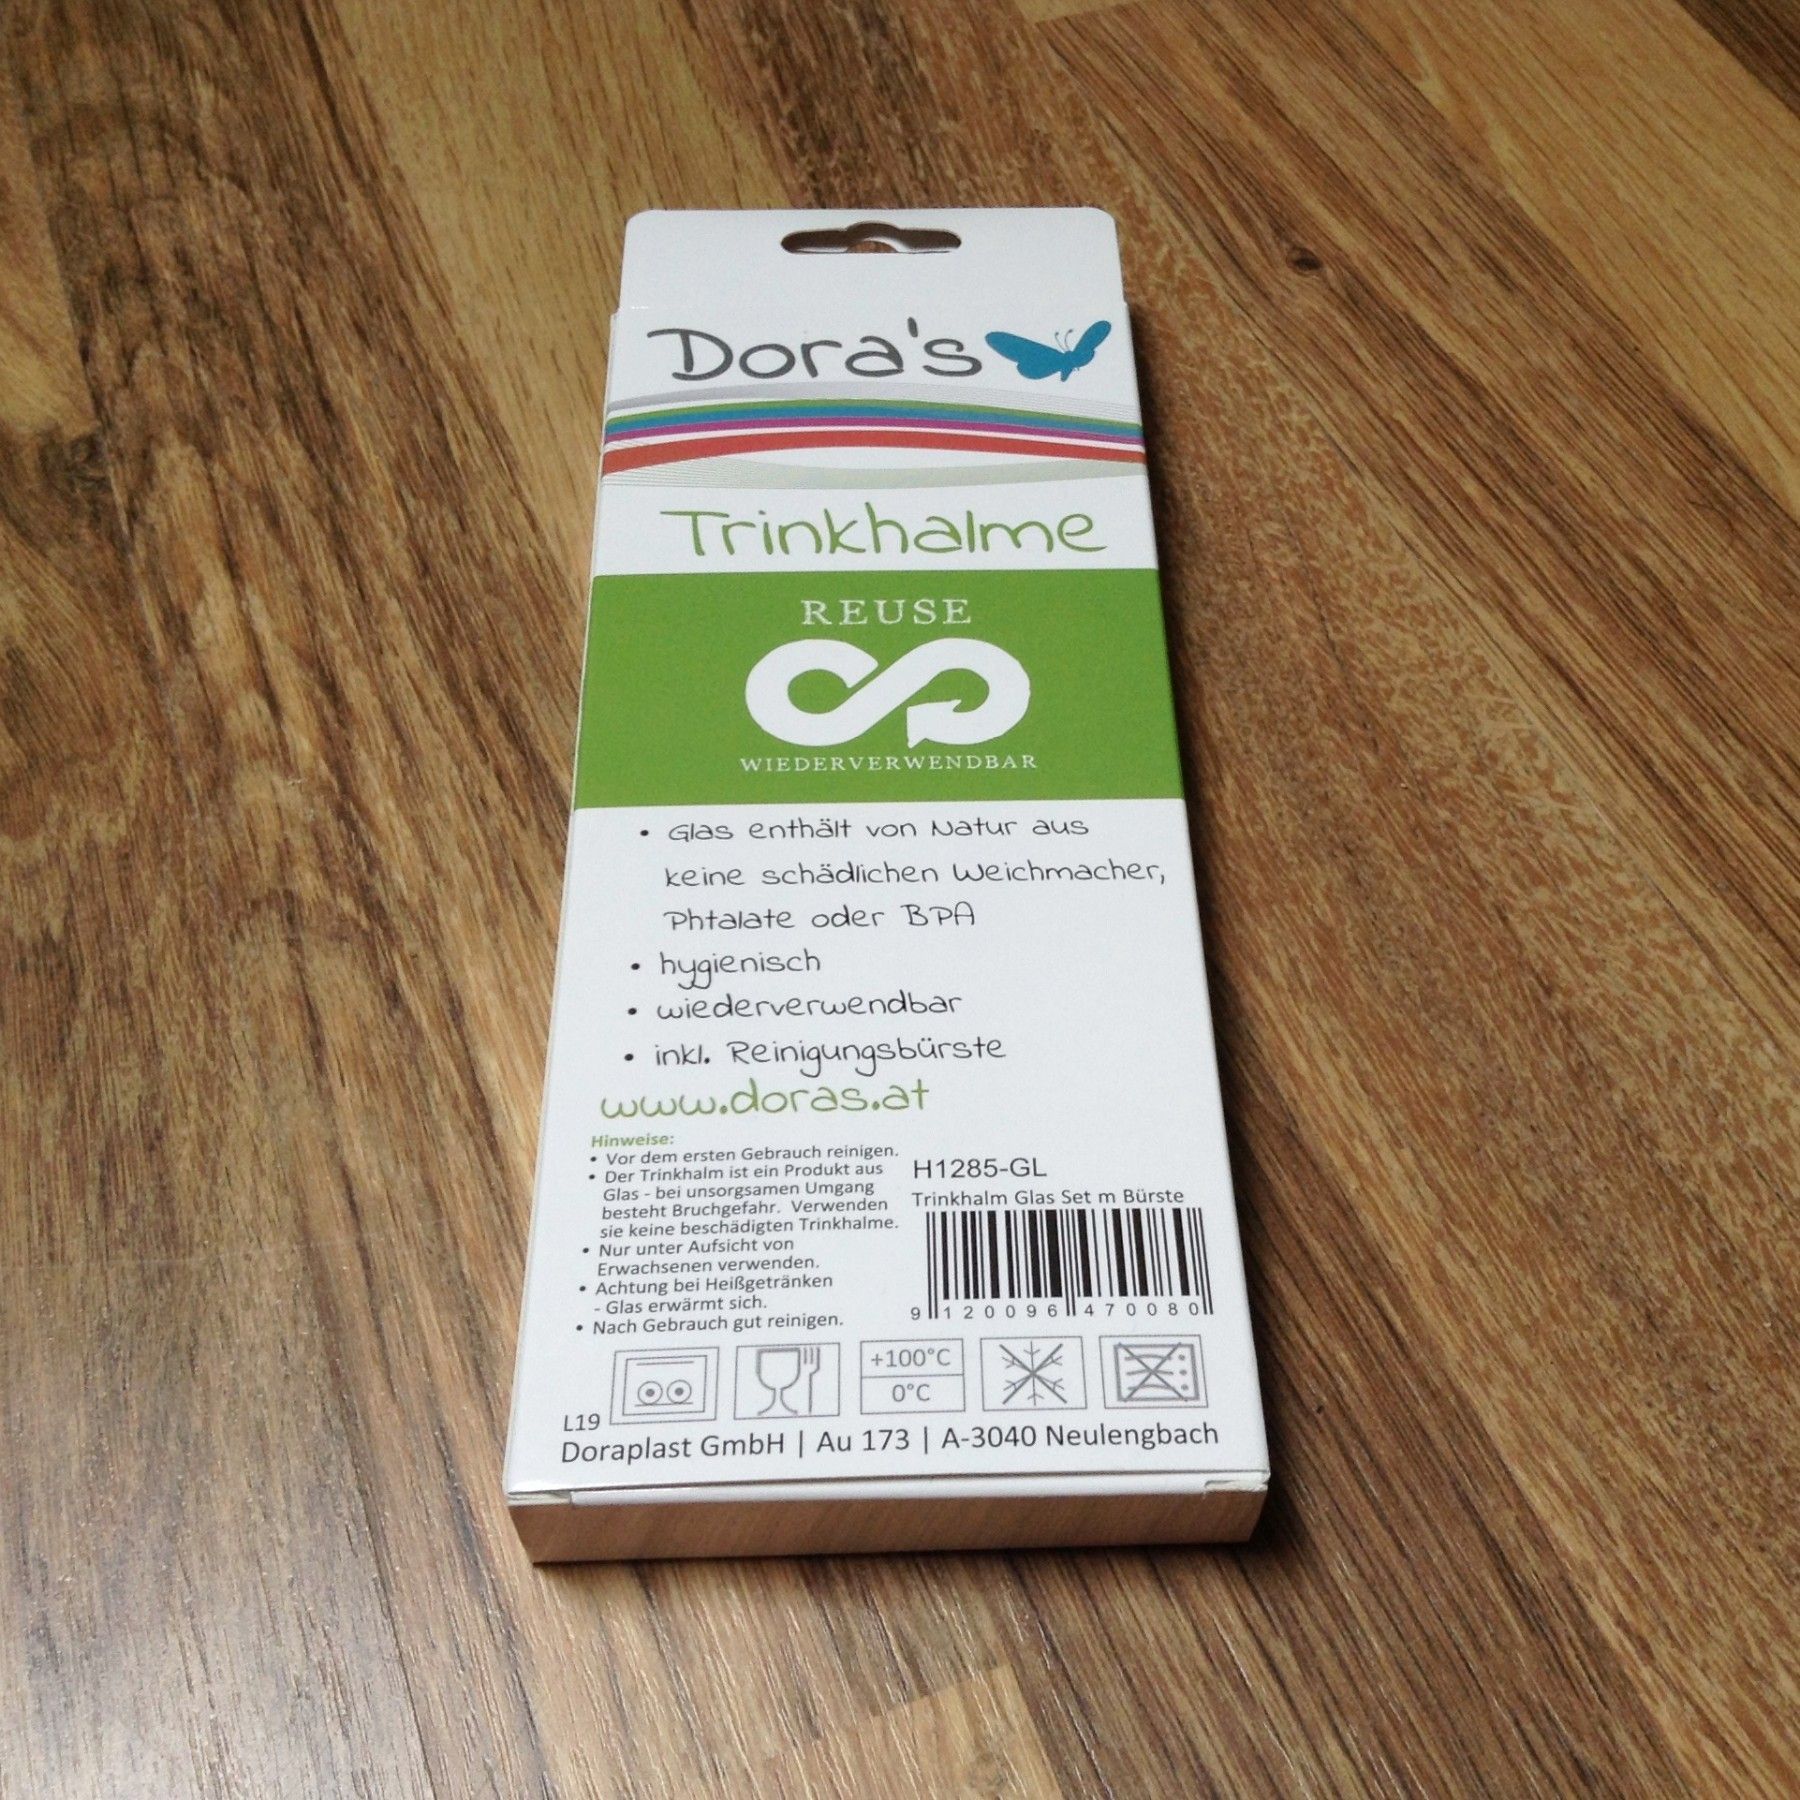 Dora's
Trinkhalme
REUSE
WIEDERVERWENDBAR
• Glas enthält von Natur aus
keine schädlichen Weichmacher,
Phtalate oder BPA
• hygienisch
• wiederverwendbar
• inkl. Reinigungsbürste
www.doras.at
Hinweise:
• Vor dem ersten Gebrauch reinigen.
• Der Trinkhalm ist ein Produkt aus
Glas - bei unsorgsamen Umgang
besteht Bruchgefahr. Verwenden
sie keine beschädigten Trinkhalme.
• Nur unter Aufsicht von
Erwachsenen verwenden.
• Achtung bei Heißgetränken
- Glas erwärmt sich.
• Nach Gebrauch gut reinigen.
H1285-GL
Trinkhalm Glas Set m Bürste
9 120096 470080
+100°C
0°C
L19
Doraplast GmbH | Au 173 | A-3040 Neulengbach